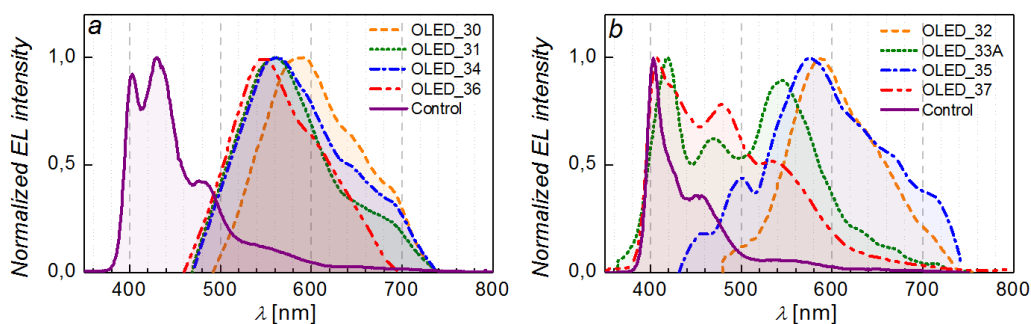 a
Normalized EL intensity
1,0
0,5
0,0
400 500 600 700 800
λ [nm]
OLED_30
OLED_31
OLED_34
OLED_36
Control
b
Normalized EL intensity
1,0
0,5
0,0
400 500 600 700 800
λ [nm]
OLED_32
OLED_33A
OLED_35
OLED_37
Control